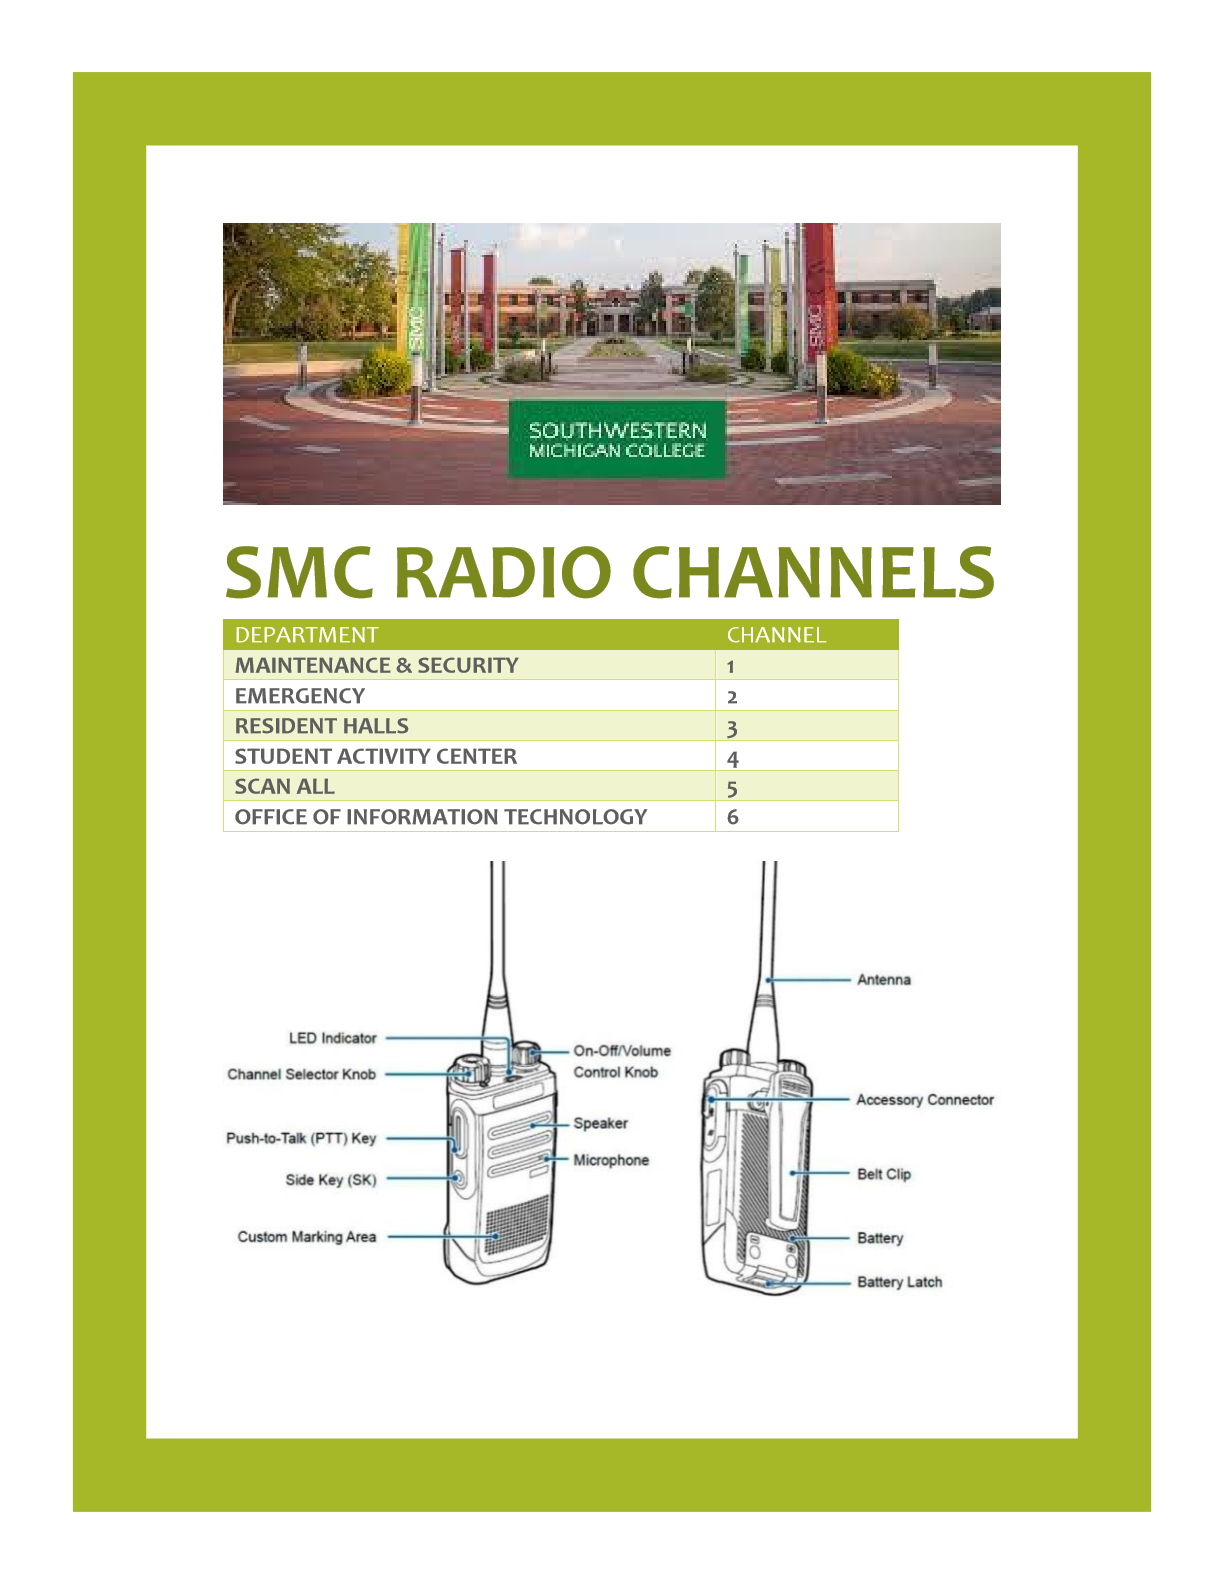 SMC
SMC
SOUTHWESTERN
MICHIGAN COLLEGE
SMC RADIO CHANNELS
DEPARTMENT CHANNEL
MAINTENANCE & SECURITY 1
EMERGENCY 2
RESIDENT HALLS 3
STUDENT ACTIVITY CENTER 4
SCAN ALL 5
OFFICE OF INFORMATION TECHNOLOGY 6
Antenna
LED Indicator
On-Off/Volume
Control Knob
Channel Selector Knob
Accessory Connector
Speaker
Push-to-Talk (PTT) Key
Microphone
Side Key (SK)
Belt Clip
Custom Marking Area
Battery
Battery Latch